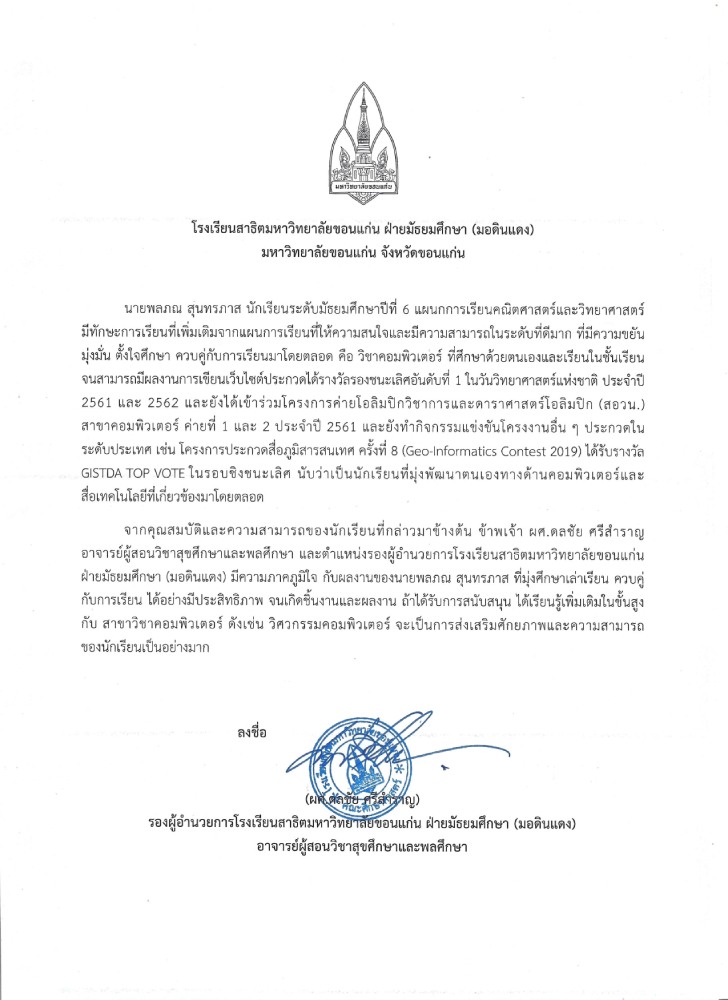 มหาวิทยาลัยขอนแก่น
โรงเรียนสาธิตมหาวิทยาลัยขอนแก่น ฝ่ายมัธยมศึกษา (มอดินแดง)
มหาวิทยาลัยขอนแก่น จังหวัดขอนแก่น
นายพลภณ สุนทรภาส นักเรียนระดับมัธยมศึกษาปีที่ 6 แผนกการเรียนคณิตศาสตร์และวิทยาศาสตร์
มีทักษะการเรียนที่เพิ่มเติมจากแผนการเรียนที่ให้ความสนใจและมีความสามารถในระดับที่ดีมาก ที่มีความขยัน
มุ่งมั่น ตั้งใจศึกษา ควบคู่กับการเรียนมาโดยตลอด คือ วิชาคอมพิวเตอร์ ที่ศึกษาด้วยตนเองและเรียนในชั้นเรียน
จนสามารถมีผลงานการเขียนเว็บไซต์ประกวดได้รางวัลรองชนะเลิศอันดับที่ 1 ในวันวิทยาศาสตร์แห่งชาติ ประจำปี
2561 และ 2562 และยังได้เข้าร่วมโครงการค่ายโอลิมปิกวิชาการและดาราศาสตร์โอลิมปิก (สอวน.)
สาขาคอมพิวเตอร์ ค่ายที่ 1 และ 2 ประจำปี 2561 และยังทำกิจกรรมแข่งขันโครงงานอื่น ๆ ประกวดใน
ระดับประเทศ เช่น โครงการประกวดสื่อภูมิสารสนเทศ ครั้งที่ 8 (Geo-Informatics Contest 2019) ได้รับรางวัล
GISTDA TOP VOTE ในรอบชิงชนะเลิศ นับว่าเป็นนักเรียนที่มุ่งพัฒนาตนเองทางด้านคอมพิวเตอร์และ
สื่อเทคโนโลยีที่เกี่ยวข้องมาโดยตลอด
จากคุณสมบัติและความสามารถของนักเรียนที่กล่าวมาข้างต้น ข้าพเจ้า ผศ.ดลชัย ศรีสำราญ
อาจารย์ผู้สอนวิชาสุขศึกษาและพลศึกษา และตำแหน่งรองผู้อำนวยการโรงเรียนสาธิตมหาวิทยาลัยขอนแก่น
ฝ่ายมัธยมศึกษา (มอดินแดง) มีความภาคภูมิใจ กับผลงานของนายพลภณ สุนทรภาส ที่มุ่งศึกษาเล่าเรียน ควบคู่
กับการเรียน ได้อย่างมีประสิทธิภาพ จนเกิดชิ้นงานและผลงาน ถ้าได้รับการสนับสนุน ได้เรียนรู้เพิ่มเติมในขั้นสูง
กับ สาขาวิชาคอมพิวเตอร์ ดังเช่น วิศวกรรมคอมพิวเตอร์ จะเป็นการส่งเสริมศักยภาพและความสามารถ
ของนักเรียนเป็นอย่างมาก
ลงชื่อ
(ผศ.ดลชัย ศรีสำราญ)
รองผู้อำนวยการโรงเรียนสาธิตมหาวิทยาลัยขอนแก่น ฝ่ายมัธยมศึกษา (มอดินแดง)
อาจารย์ผู้สอนวิชาสุขศึกษาและพลศึกษา